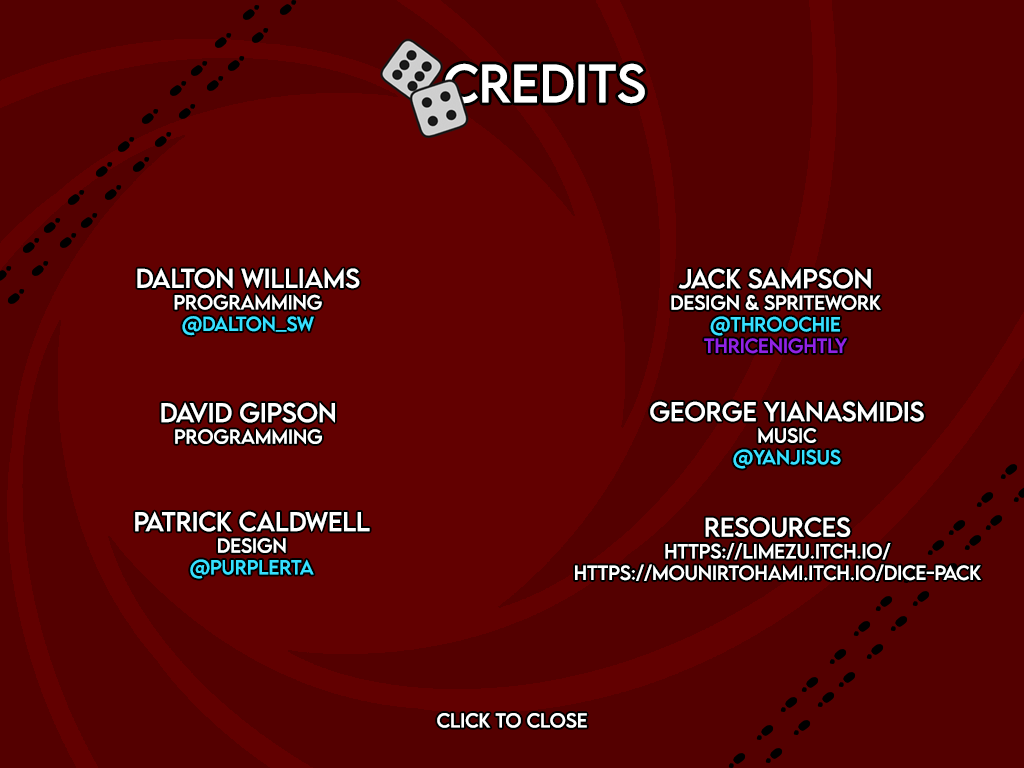 CREDITS
DALTON WILLIAMS
PROGRAMMING
@DALTON_SW
DAVID GIPSON
PROGRAMMING
PATRICK CALDWELL
DESIGN
@PURPLERTA
JACK SAMPSON
DESIGN & SPRITEWORK
@THROOCHIE
THRICENIGHTLY
GEORGE YIANASMIDIS
MUSIC
@YANJISUS
RESOURCES
HTTPS://LIMEZU.ITCH.IO/
HTTPS://MOUNIRTOHAMI.ITCH.IO/DICE-PACK
CLICK TO CLOSE